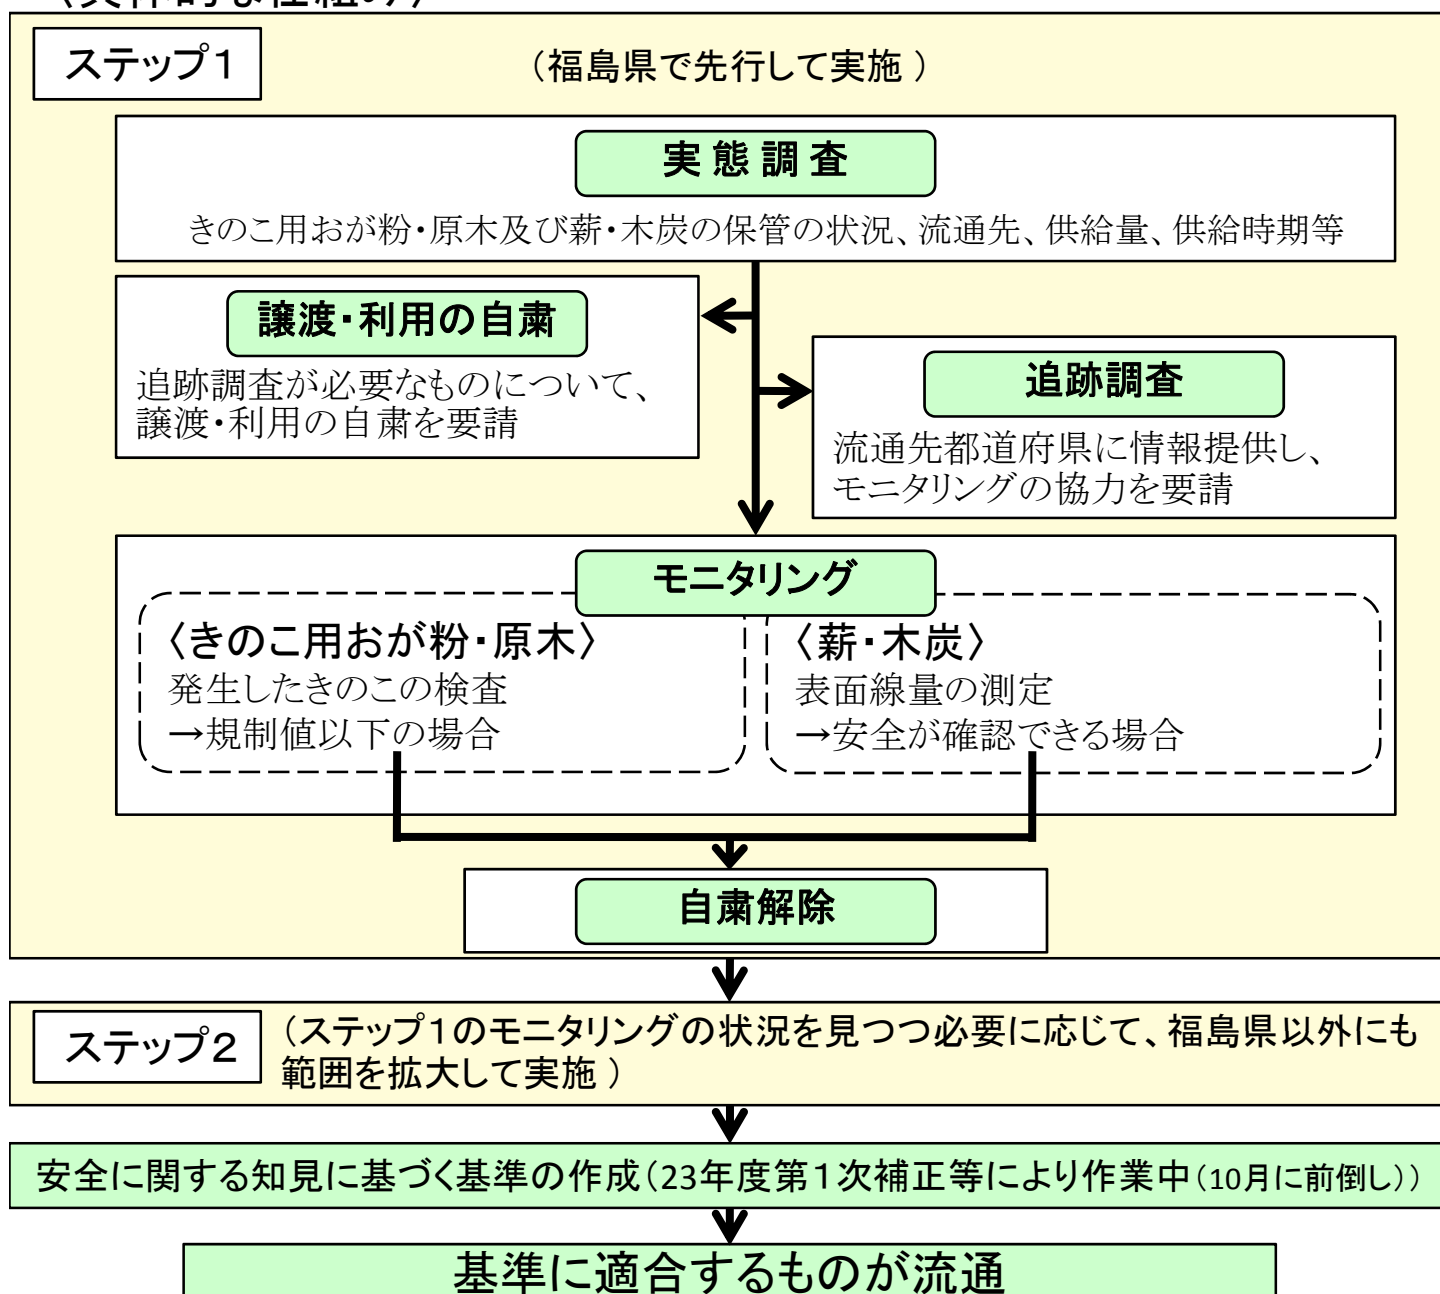 ステップ1
(福島県で先行して実施 )
実 態 調 査
きのこ用おが粉・原木及び薪・木炭の保管の状況、流通先、供給量、供給時期等
譲渡・利用の自粛
追跡調査が必要なものについて、
譲渡・利用の自粛を要請
追跡調査
流通先都道府県に情報提供し、
モニタリングの協力を要請
モニタリング
〈きのこ用おが粉・原木〉
発生したきのこの検査
→規制値以下の場合
〈薪・木炭〉
表面線量の測定
→安全が確認できる場合
自粛解除
ステップ2
(ステップ1のモニタリングの状況を見つつ必要に応じて、福島県以外にも
範囲を拡大して実施 )
安全に関する知見に基づく基準の作成(23年度第1次補正等により作業中(10月に前倒し))
基準に適合するものが流通